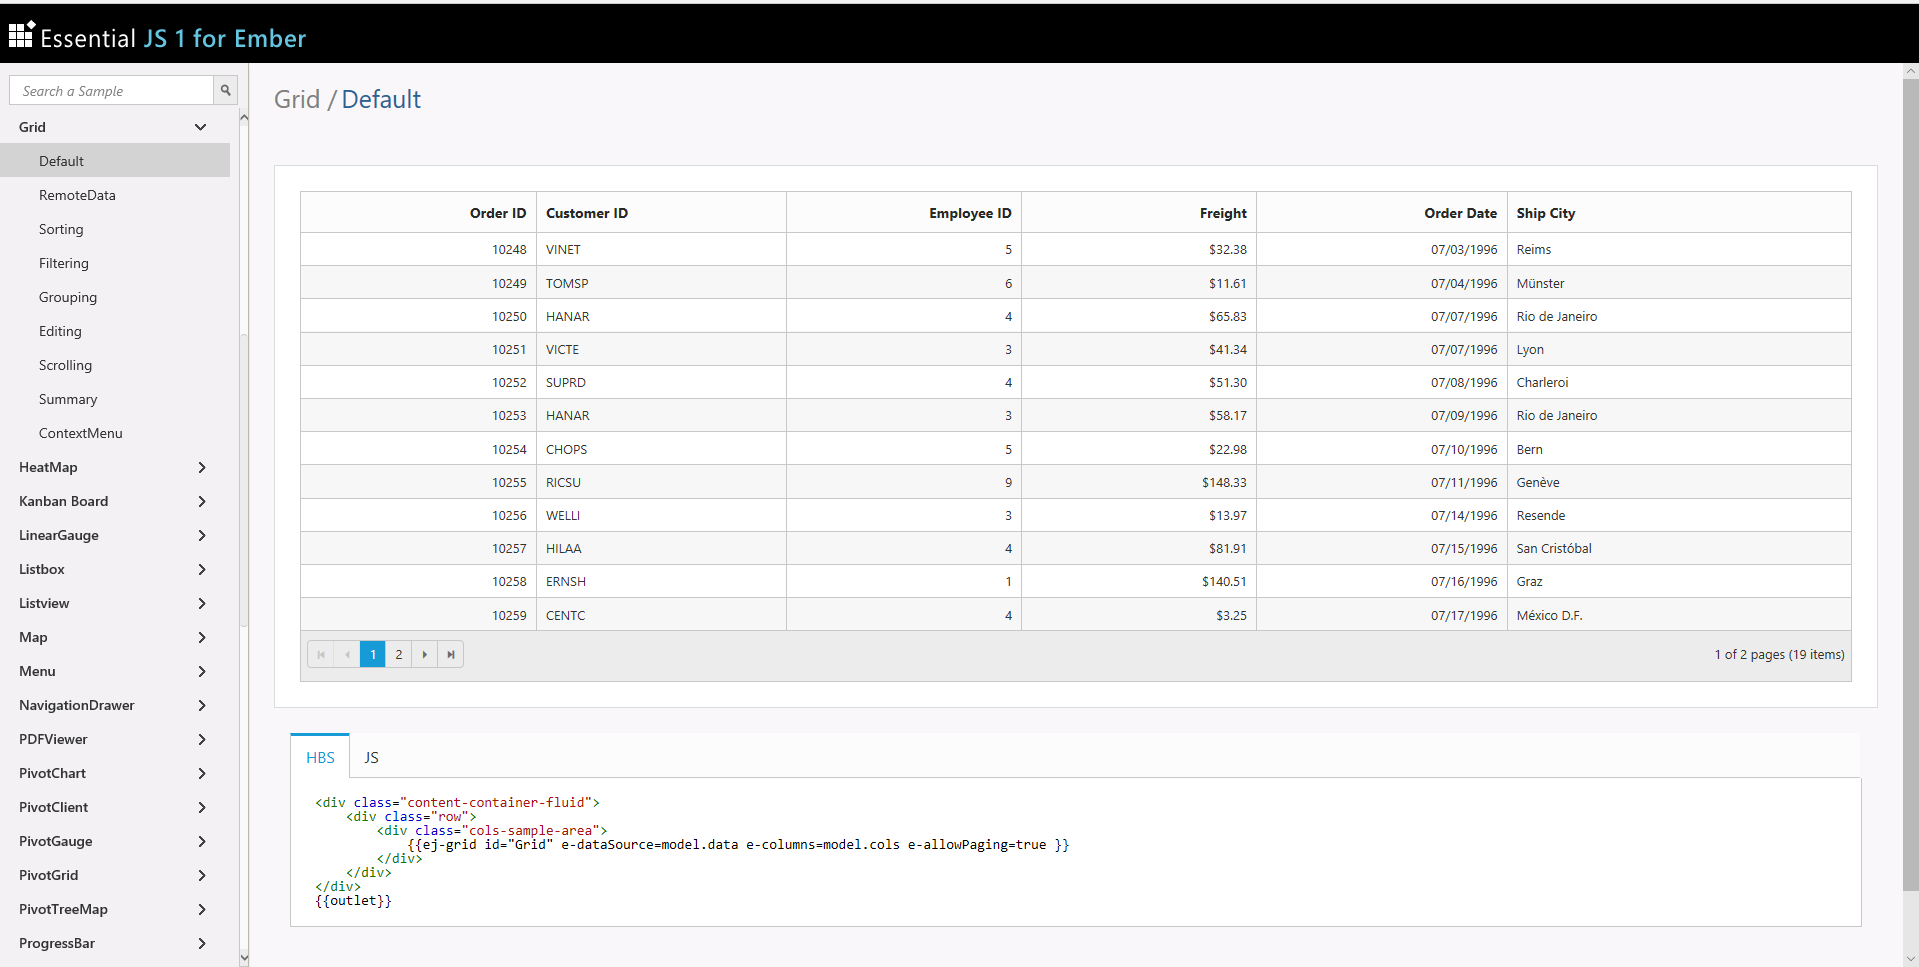 Essential JS 1 for Ember
Search a Sample
Grid
Default
RemoteData
Sorting
Filtering
Grouping
Editing
Scrolling
Summary
ContextMenu
HeatMap
Kanban Board
LinearGauge
Listbox
Listview
Map
Menu
NavigationDrawer
PDFViewer
PivotChart
PivotClient
PivotGauge
PivotGrid
PivotTreeMap
ProgressBar
Grid / Default
Order ID Customer ID Employee ID Freight Order Date Ship City
10248 VINET 5 $32.38 07/03/1996 Reims
10249 TOMSP 6 $11.61 07/04/1996 Münster
10250 HANAR 4 $65.83 07/07/1996 Rio de Janeiro
10251 VICTE 3 $41.34 07/07/1996 Lyon
10252 SUPRD 4 $51.30 07/08/1996 Charleroi
10253 HANAR 3 $58.17 07/09/1996 Rio de Janeiro
10254 CHOPS 5 $22.98 07/10/1996 Bern
10255 RICSU 9 $148.33 07/11/1996 Genève
10256 WELLI 3 $13.97 07/14/1996 Resende
10257 HILAA 4 $81.91 07/15/1996 San Cristóbal
10258 ERNSH 1 $140.51 07/16/1996 Graz
10259 CENTC 4 $3.25 07/17/1996 México D.F.
1 2 1 of 2 pages (19 items)
HBS JS
<div class="content-container-fluid">
<div class="row">
<div class="cols-sample-area">
{{ej-grid id="Grid" e-dataSource=model.data e-columns=model.cols e-allowPaging=true }}
</div>
</div>
</div>
{{outlet}}